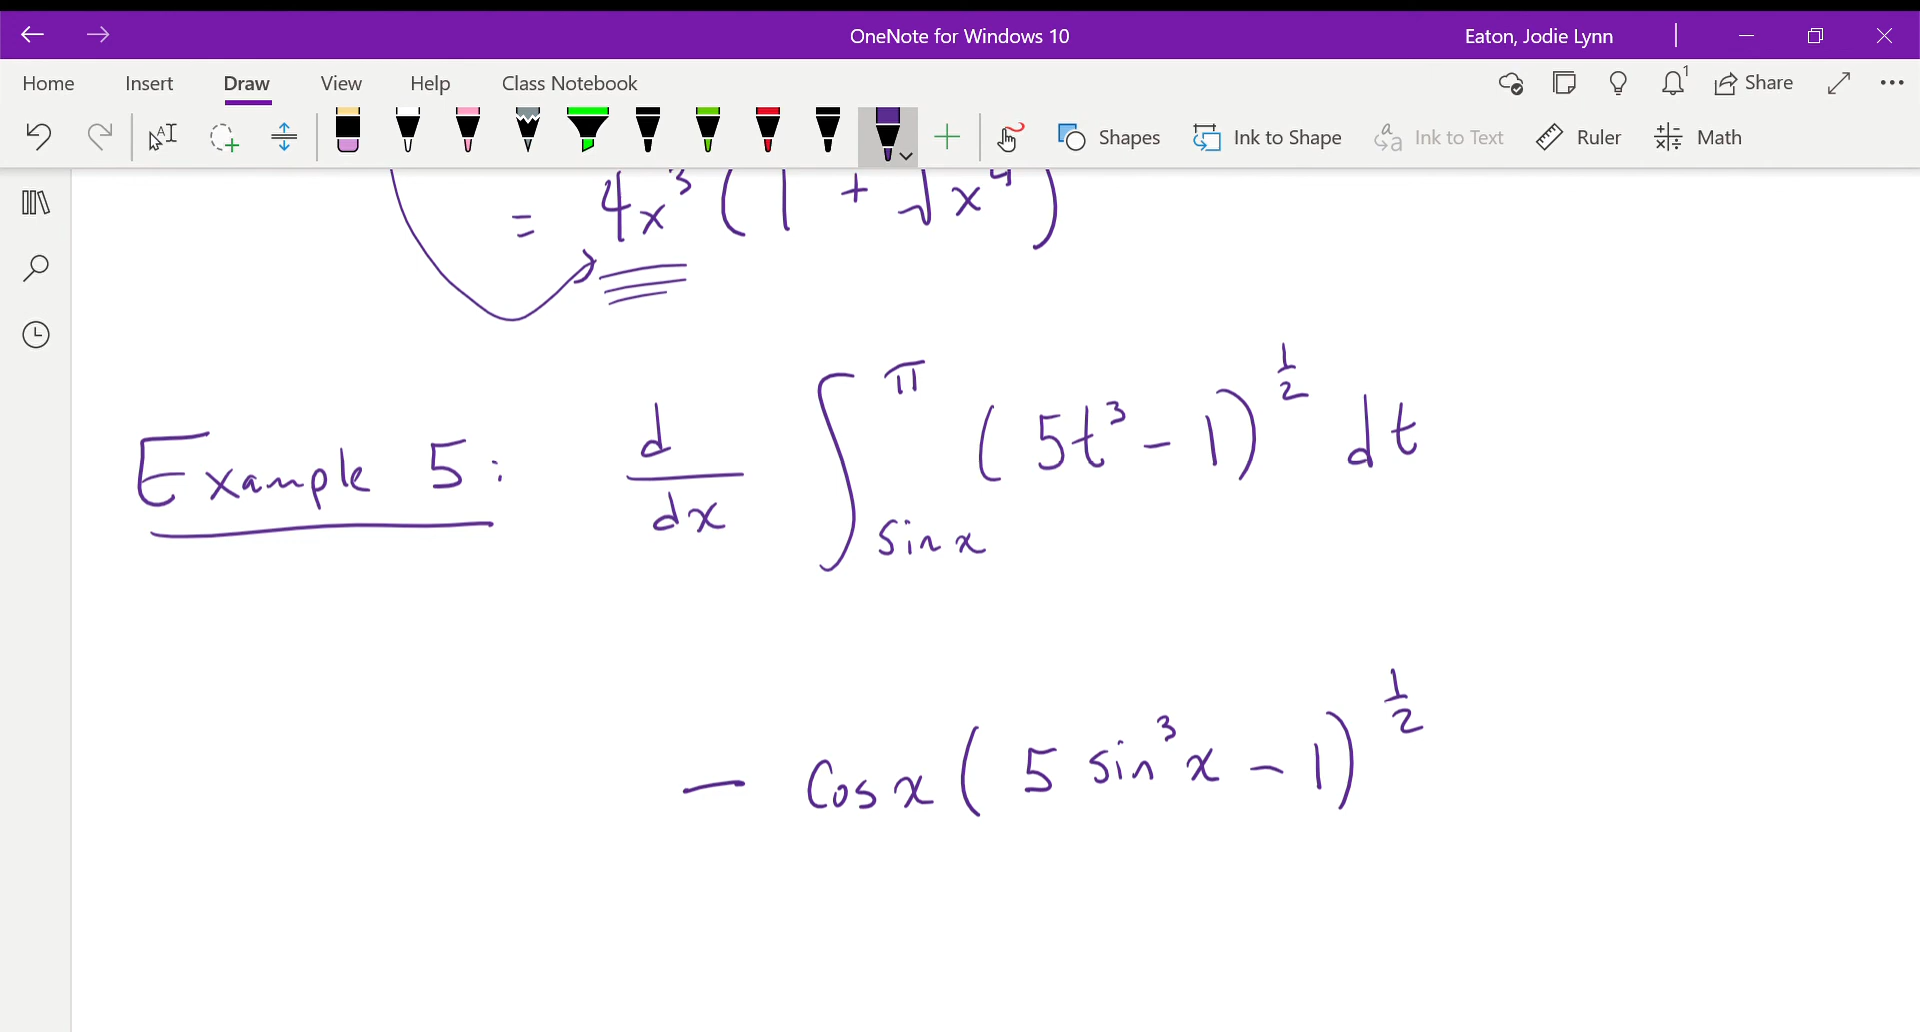 OneNote for Windows 10
Eaton, Jodie Lynn
Home Insert Draw View Help Class Notebook
1
Share
Shapes Ink to Shape Ink to Text Ruler Math
= 4x³ (1 + √x⁴)
Example 5: d/dx ∫_{sin x}^{π} (5t³ - 1)^{1/2} dt
- Cos x (5 sin³x - 1)^{1/2}